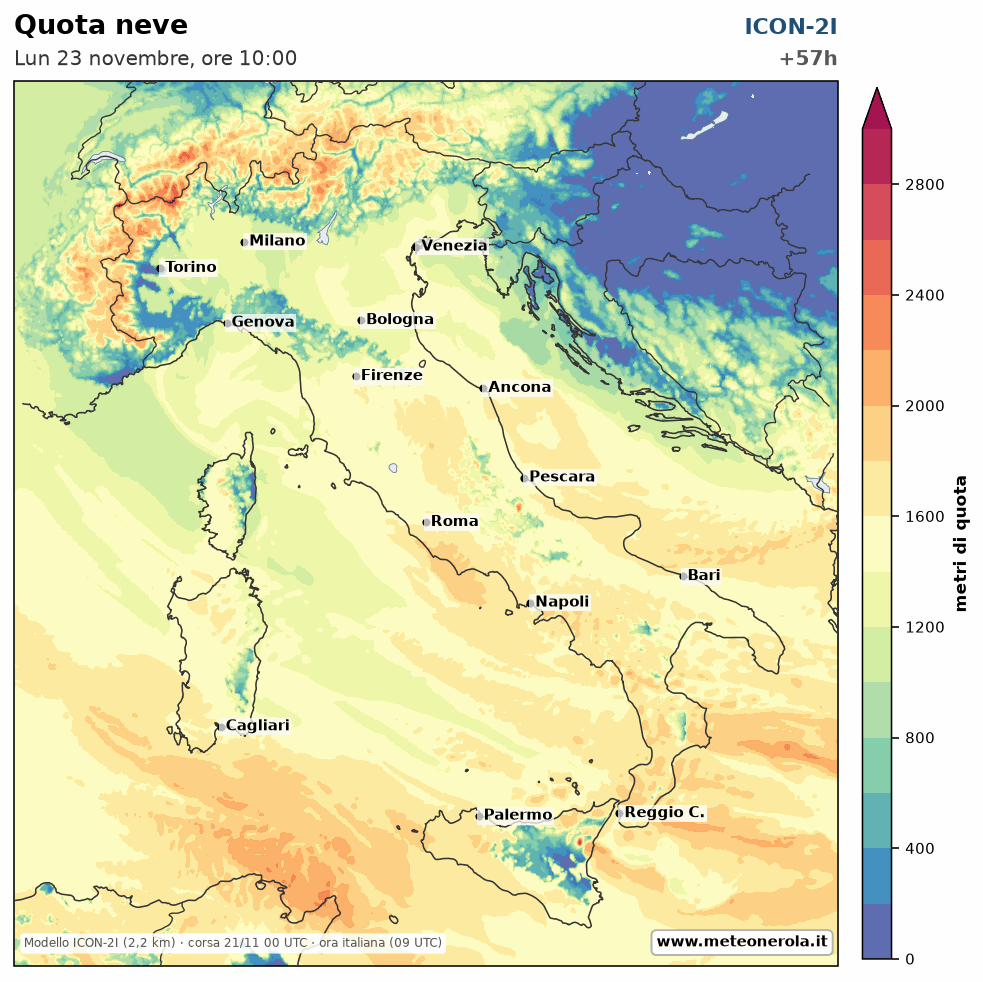 Quota neve
ICON-2I
Lun 23 novembre, ore 10:00
+57h
Milano
Venezia
Torino
Genova
Bologna
Firenze
Ancona
Pescara
Roma
Bari
Napoli
Cagliari
Palermo
Reggio C.
2800
2400
2000
1600
1200
800
400
0
metri di quota
Modello ICON-2I (2,2 km) · corsa 21/11 00 UTC · ora italiana (09 UTC)
www.meteonerola.it